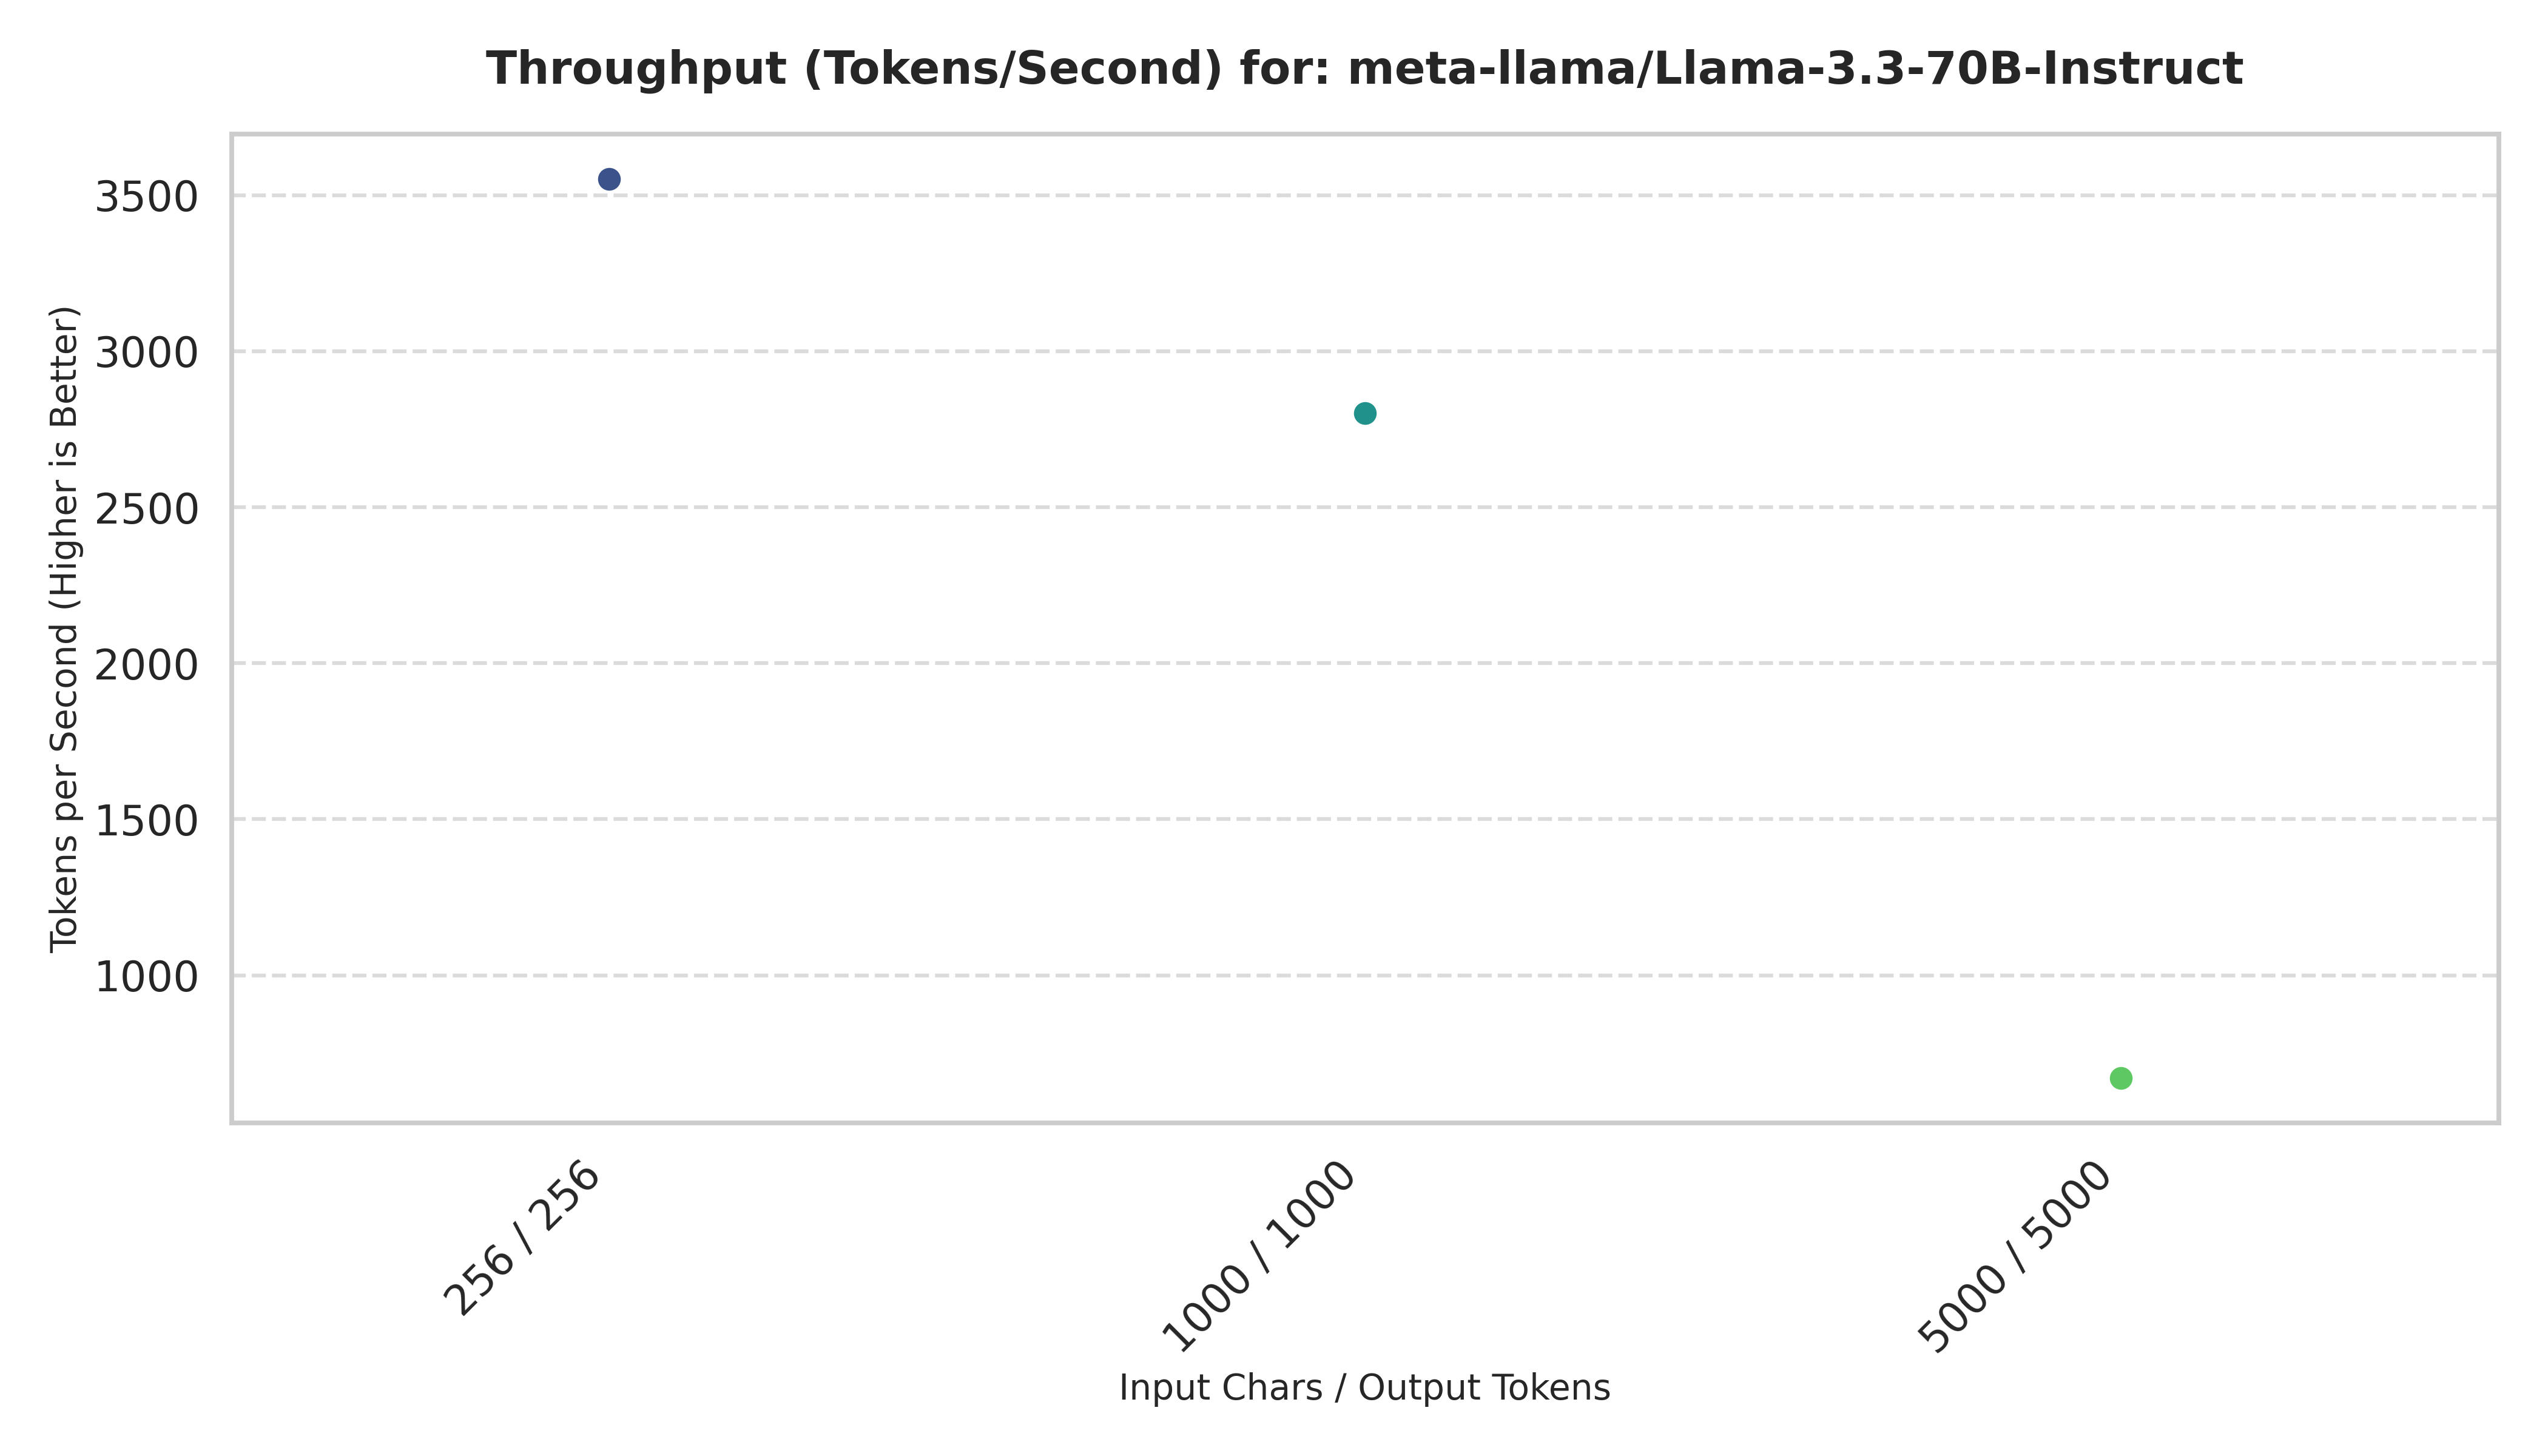 Throughput (Tokens/Second) for: meta-llama/Llama-3.3-70B-Instruct
Tokens per Second (Higher is Better)
3500
3000
2500
2000
1500
1000
256 / 256
1000 / 1000
5000 / 5000
Input Chars / Output Tokens